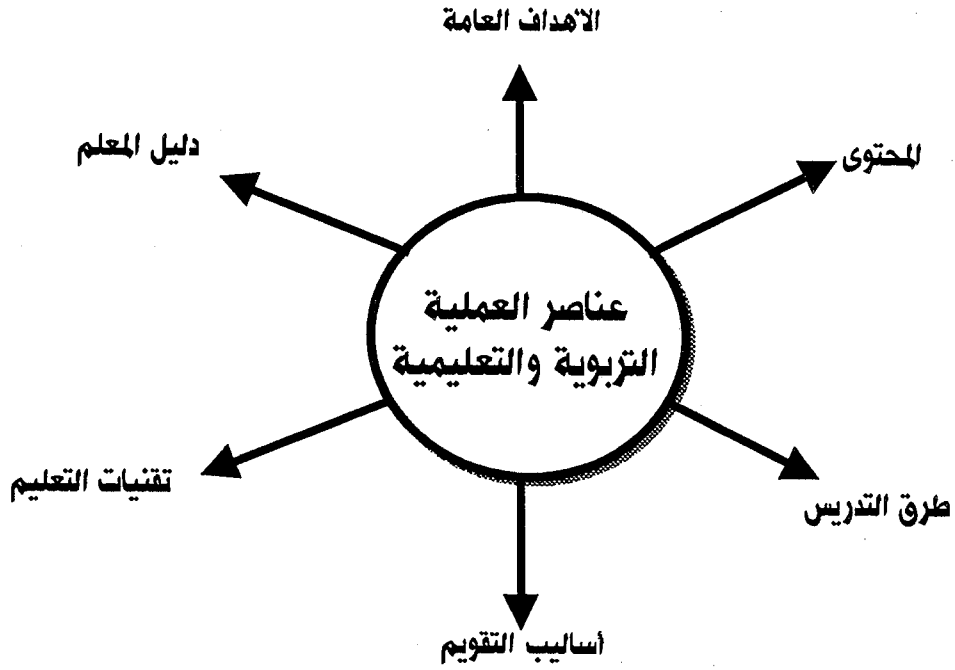 الأهداف العامة
المحتوى
دليل المعلم
عناصر العملية
التربوية والتعليمية
تقنيات التعليم
طرق التدريس
أساليب التقويم